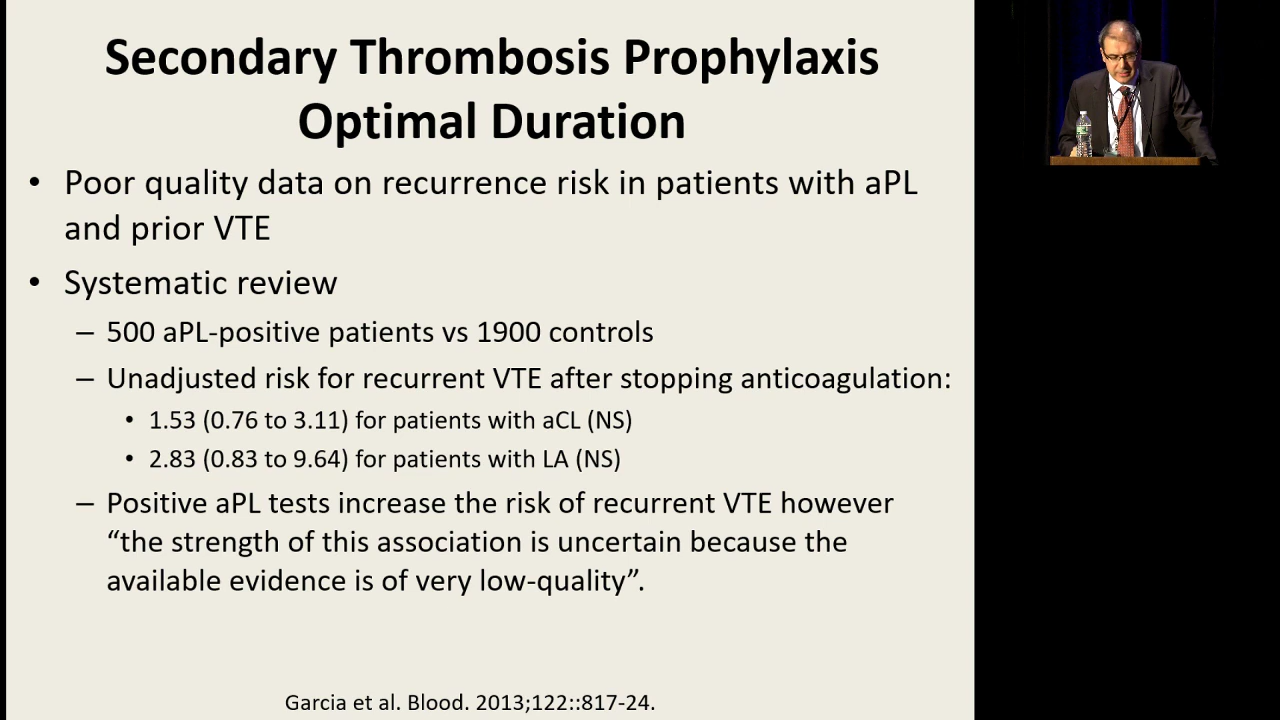 Secondary Thrombosis Prophylaxis
Optimal Duration
• Poor quality data on recurrence risk in patients with aPL
and prior VTE
• Systematic review
– 500 aPL-positive patients vs 1900 controls
– Unadjusted risk for recurrent VTE after stopping anticoagulation:
• 1.53 (0.76 to 3.11) for patients with aCL (NS)
• 2.83 (0.83 to 9.64) for patients with LA (NS)
– Positive aPL tests increase the risk of recurrent VTE however
“the strength of this association is uncertain because the
available evidence is of very low-quality”.
Garcia et al. Blood. 2013;122::817-24.